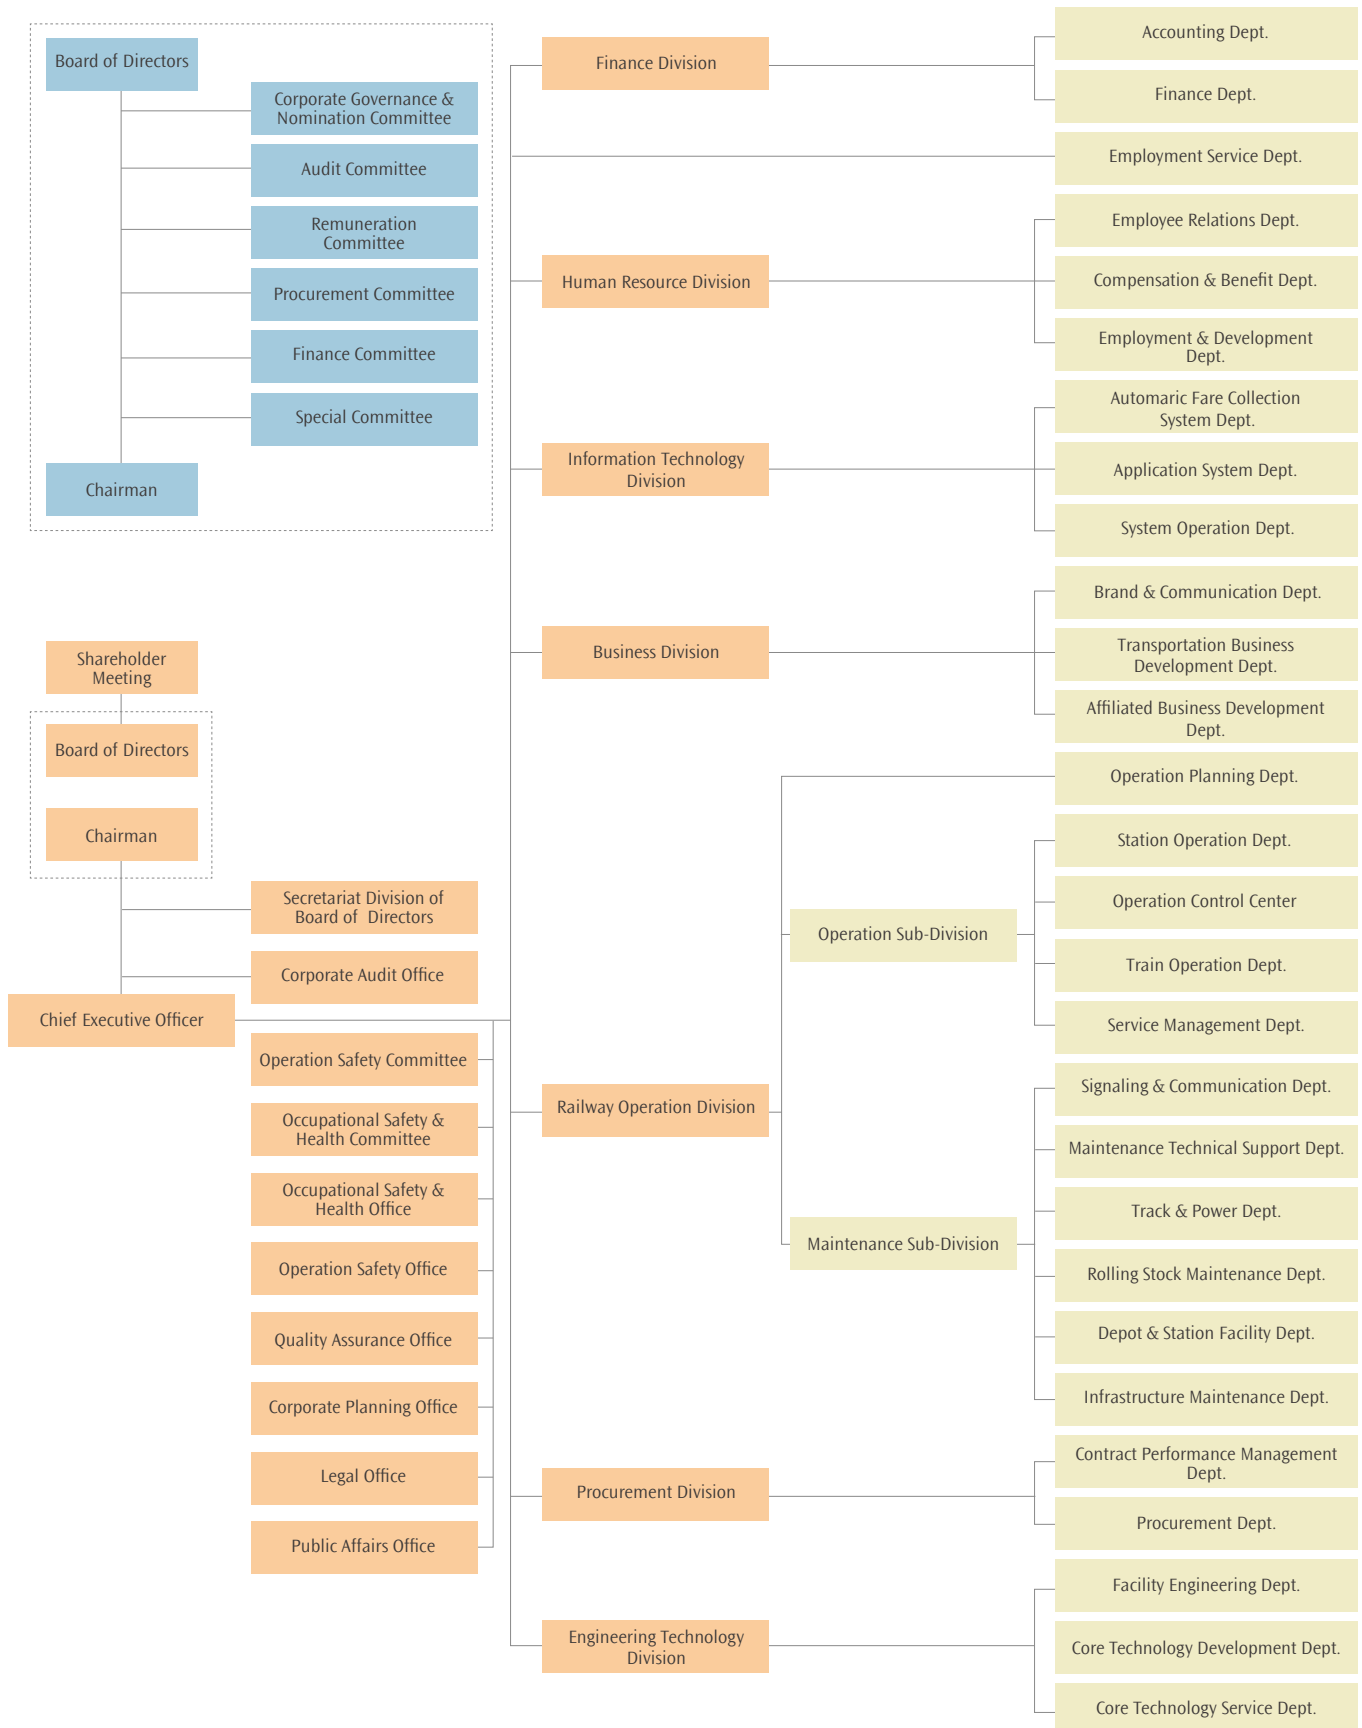 Board of Directors
Corporate Governance &
Nomination Committee
Audit Committee
Remuneration
Committee
Procurement Committee
Finance Committee
Special Committee
Chairman
Shareholder
Meeting
Board of Directors
Chairman
Secretariat Division of
Board of Directors
Corporate Audit Office
Chief Executive Officer
Operation Safety Committee
Occupational Safety &
Health Committee
Occupational Safety &
Health Office
Operation Safety Office
Quality Assurance Office
Corporate Planning Office
Legal Office
Public Affairs Office
Finance Division
Accounting Dept.
Finance Dept.
Employment Service Dept.
Human Resource Division
Employee Relations Dept.
Compensation & Benefit Dept.
Employment & Development
Dept.
Information Technology
Division
Automaric Fare Collection
System Dept.
Application System Dept.
System Operation Dept.
Business Division
Brand & Communication Dept.
Transportation Business
Development Dept.
Affiliated Business Development
Dept.
Railway Operation Division
Operation Planning Dept.
Operation Sub-Division
Station Operation Dept.
Operation Control Center
Train Operation Dept.
Service Management Dept.
Maintenance Sub-Division
Signaling & Communication Dept.
Maintenance Technical Support Dept.
Track & Power Dept.
Rolling Stock Maintenance Dept.
Depot & Station Facility Dept.
Infrastructure Maintenance Dept.
Procurement Division
Contract Performance Management
Dept.
Procurement Dept.
Engineering Technology
Division
Facility Engineering Dept.
Core Technology Development Dept.
Core Technology Service Dept.